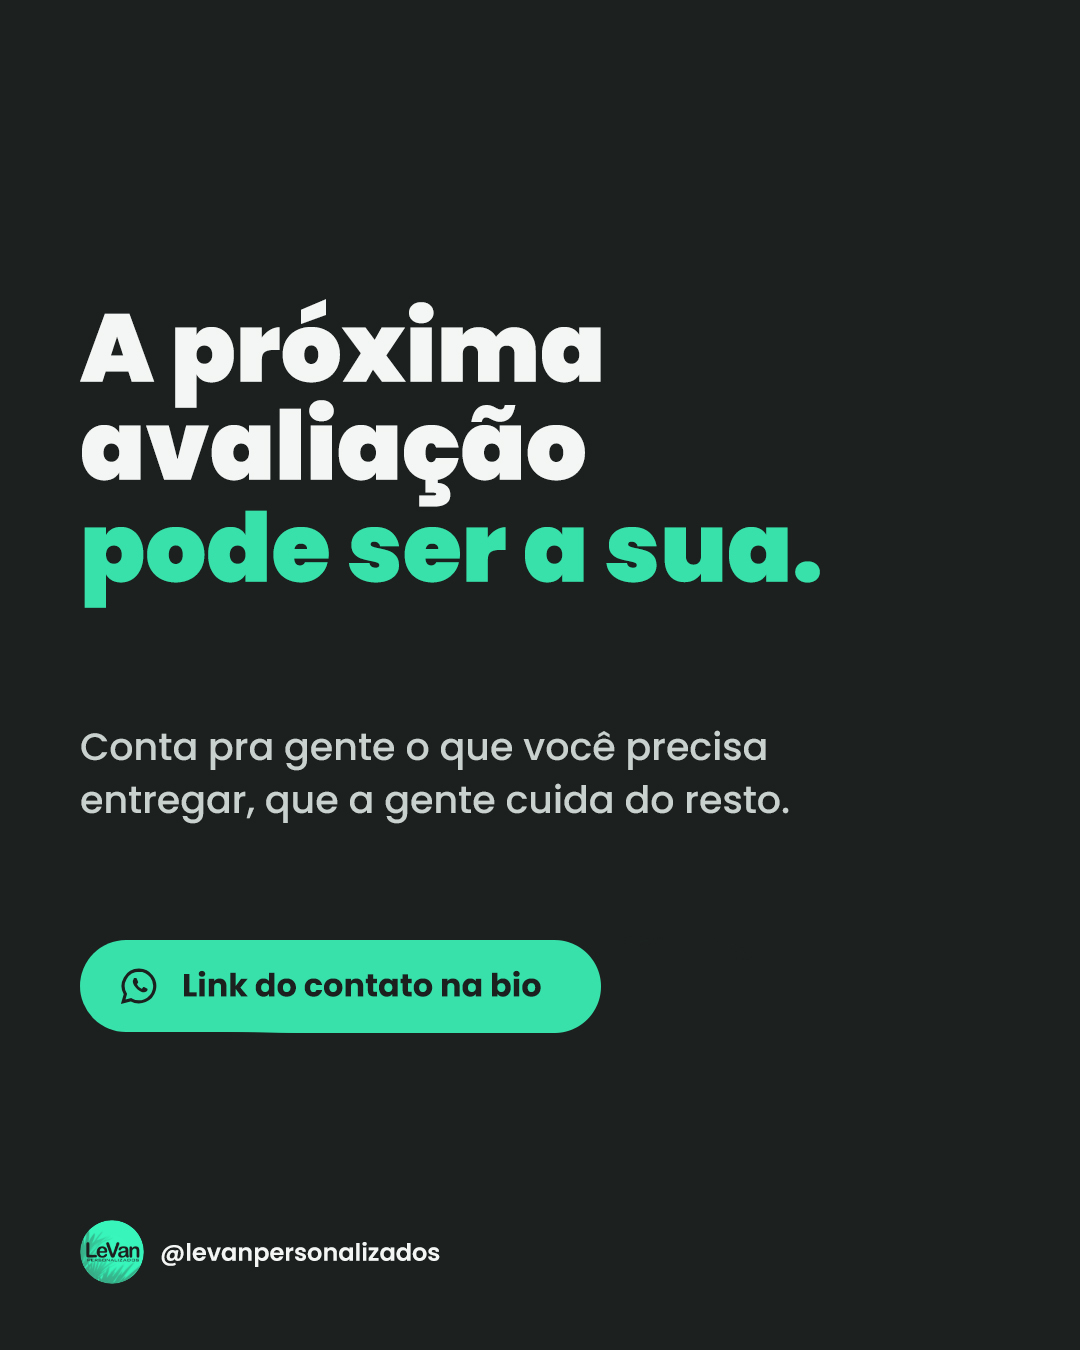 A próxima
avaliação
pode ser a sua.
Conta pra gente o que você precisa
entregar, que a gente cuida do resto.
Link do contato na bio
LeVan
PERSONALIZADOS
@levanpersonalizados